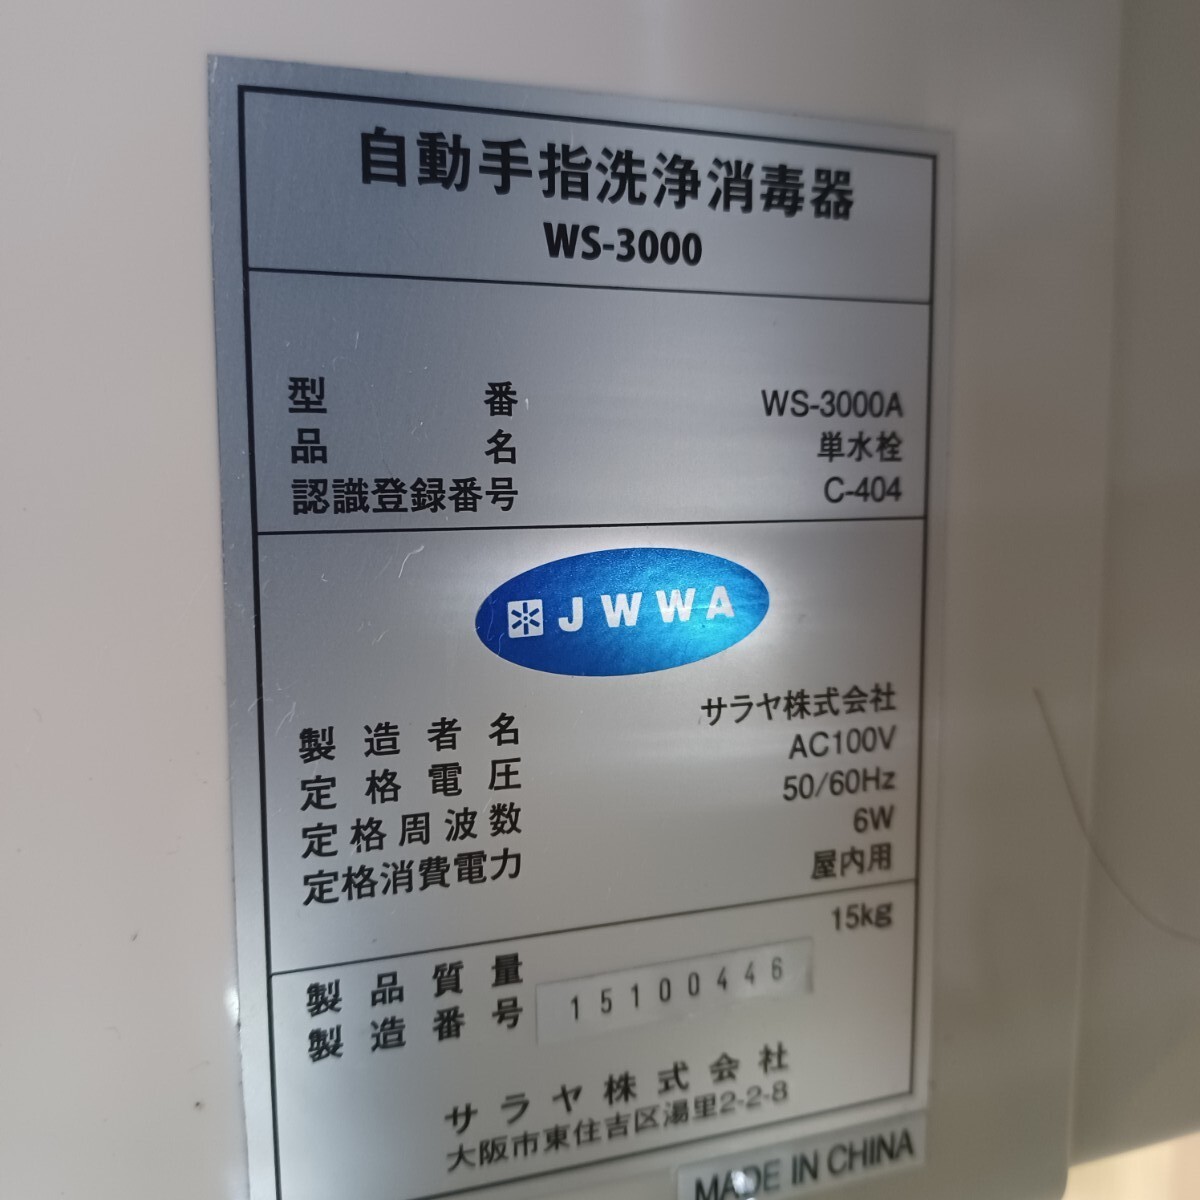 自動手指洗浄消毒器
WS-3000
型番 WS-3000A
品名 単水栓
認識登録番号 C-404
JWWA
製造者名 サラヤ株式会社
定格電圧 AC100V
定格周波数 50/60Hz
定格消費電力 6W
屋内用
製品質量 15kg
製造番号 15100446
サラヤ株式会社
大阪市東住吉区湯里2-2-8
MADE IN CHINA